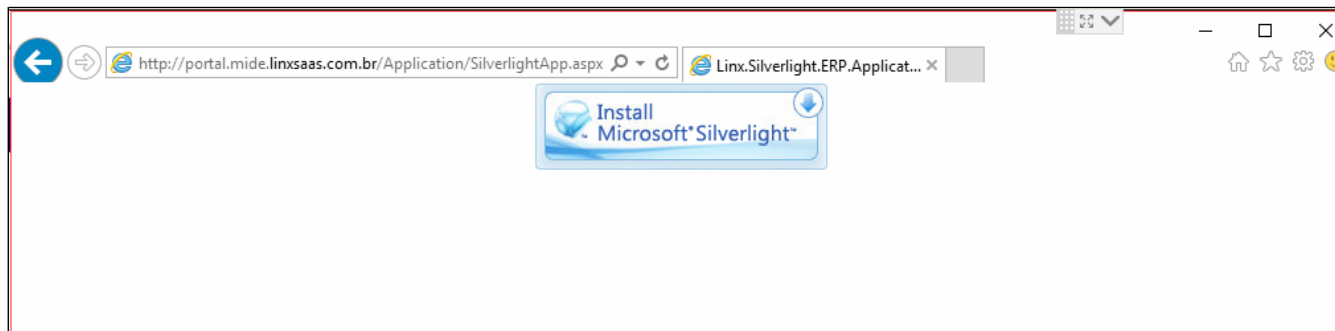 http://portal.mide.linxsaas.com.br/Application/SilverlightApp.aspx
Linx.Silverlight.ERP.Applicat...
Install
Microsoft® Silverlight™